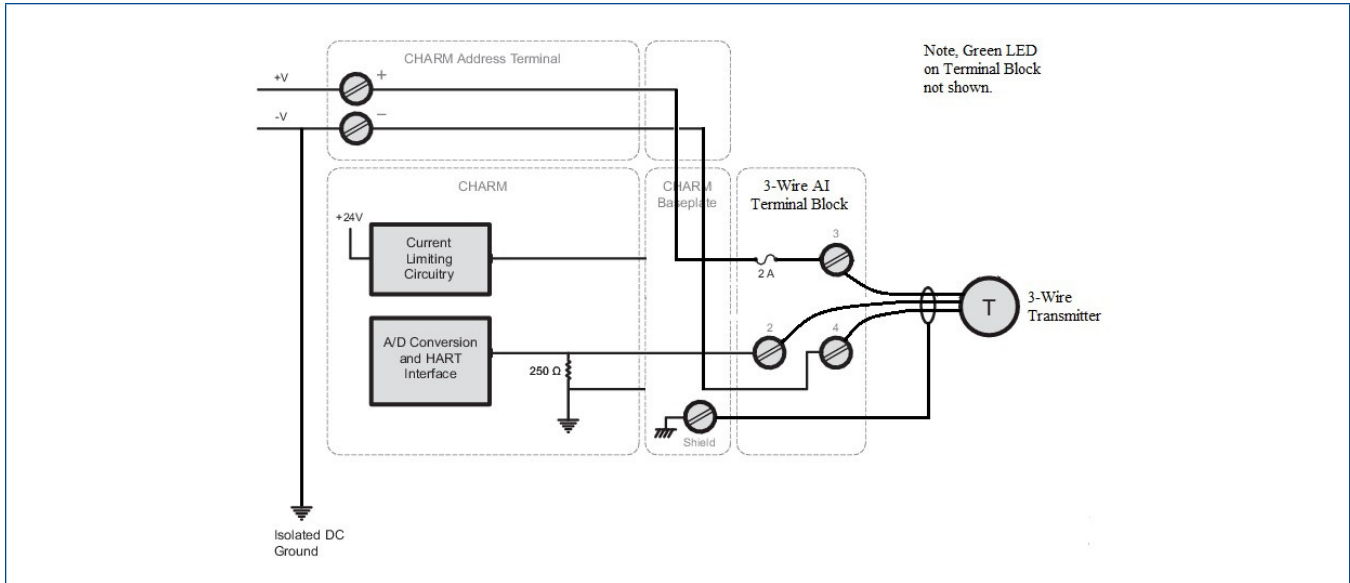 CHARM Address Terminal
Note, Green LED
on Terminal Block
not shown.
+V
+
-V
−
CHARM
CHARM
Baseplate
3-Wire AI
Terminal Block
+24V
Current
Limiting
Circuitry
3
2 A
T
3-Wire
Transmitter
A/D Conversion
and HART
Interface
250 Ω
2
4
Shield
Isolated DC
Ground